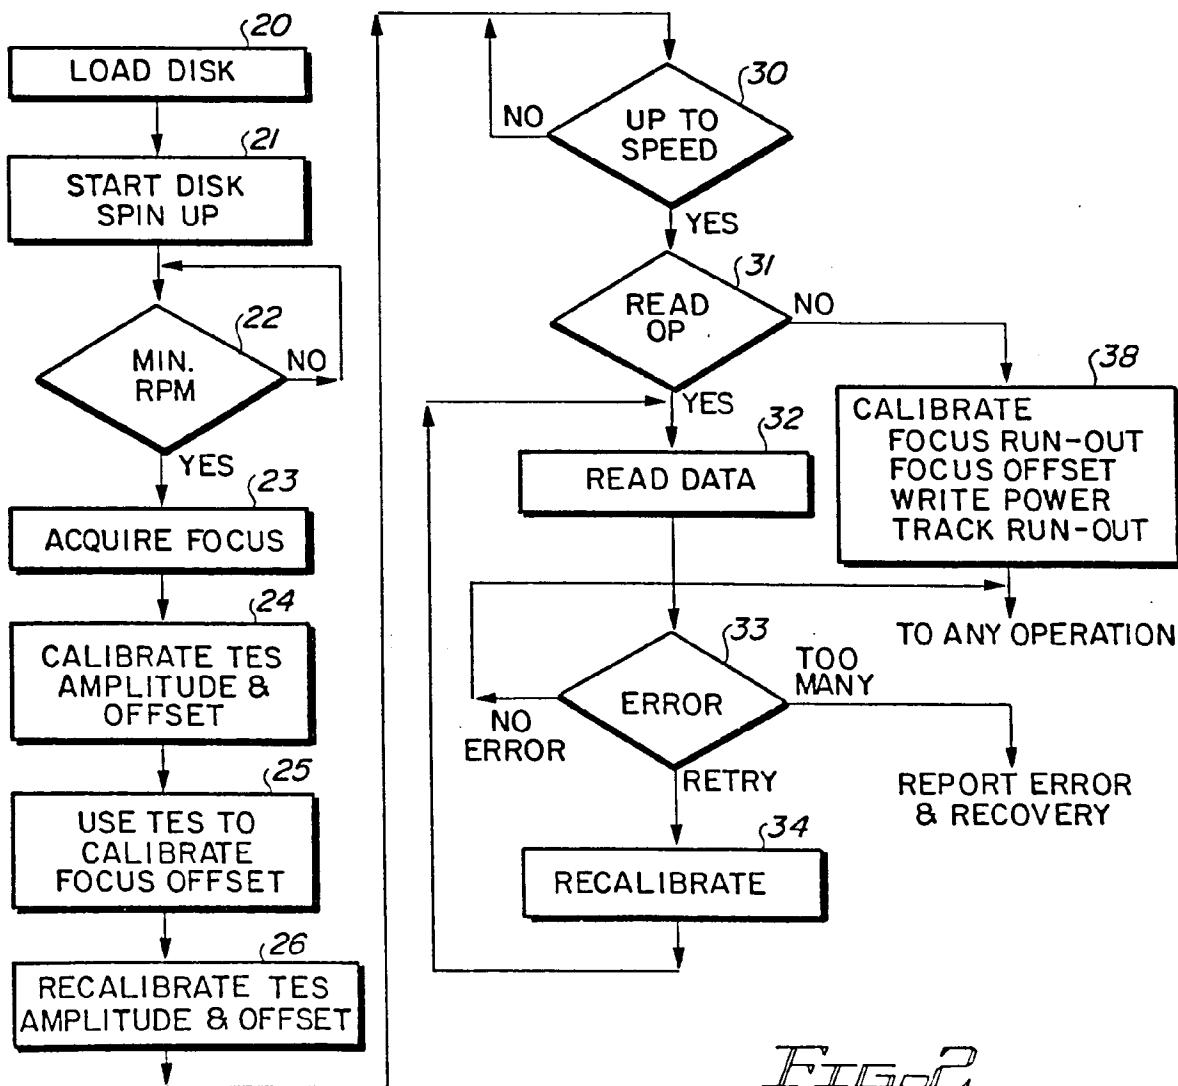 20
LOAD DISK
21
START DISK
SPIN UP
22
MIN.
RPM
NO
YES
23
ACQUIRE FOCUS
24
CALIBRATE TES
AMPLITUDE &
OFFSET
25
USE TES TO
CALIBRATE
FOCUS OFFSET
26
RECALIBRATE TES
AMPLITUDE & OFFSET
30
UP TO
SPEED
NO
YES
31
READ
OP
NO
YES
38
CALIBRATE
FOCUS RUN-OUT
FOCUS OFFSET
WRITE POWER
TRACK RUN-OUT
TO ANY OPERATION
32
READ DATA
33
ERROR
NO
ERROR
TOO
MANY
REPORT ERROR
& RECOVERY
RETRY
34
RECALIBRATE
FIG-2